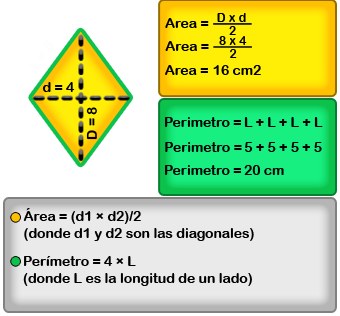 d = 4
D = 8
Area = D x d / 2
Area = 8 x 4 / 2
Area = 16 cm2
Perimetro = L + L + L + L
Perimetro = 5 + 5 + 5 + 5
Perimetro = 20 cm
Área = (d1 × d2)/2
(donde d1 y d2 son las diagonales)
Perímetro = 4 × L
(donde L es la longitud de un lado)